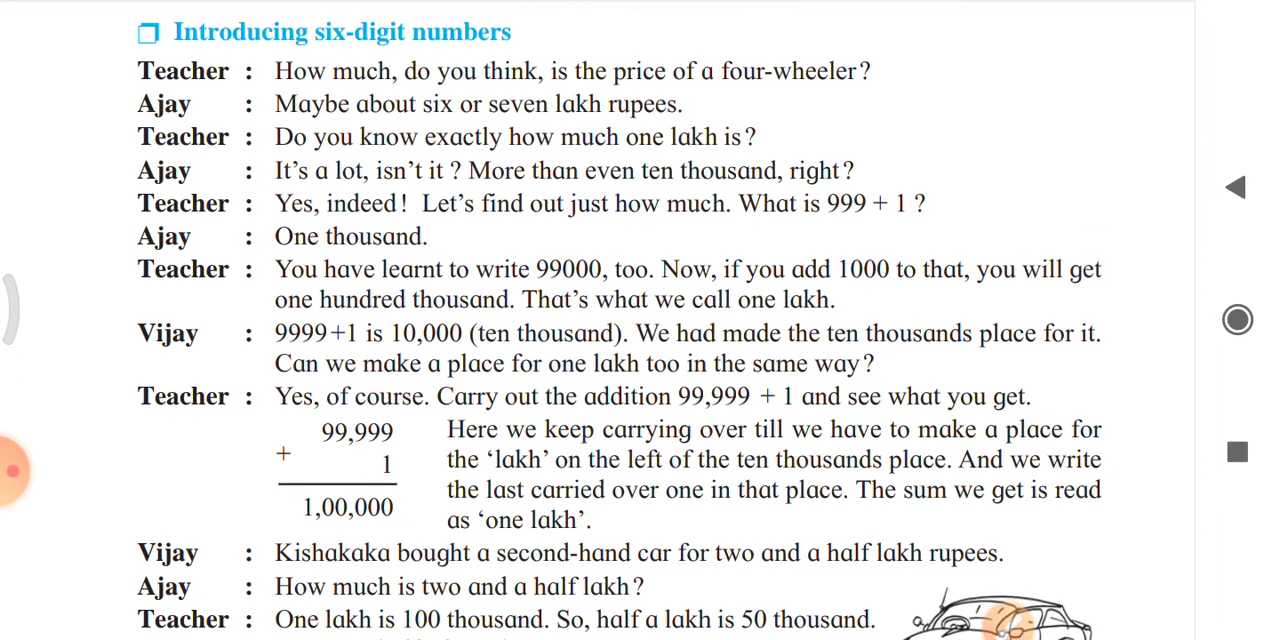 Introducing six-digit numbers
Teacher : How much, do you think, is the price of a four-wheeler?
Ajay : Maybe about six or seven lakh rupees.
Teacher : Do you know exactly how much one lakh is?
Ajay : It's a lot, isn't it ? More than even ten thousand, right?
Teacher : Yes, indeed! Let's find out just how much. What is 999 + 1 ?
Ajay : One thousand.
Teacher : You have learnt to write 99000, too. Now, if you add 1000 to that, you will get
one hundred thousand. That's what we call one lakh.
Vijay : 9999+1 is 10,000 (ten thousand). We had made the ten thousands place for it.
Can we make a place for one lakh too in the same way?
Teacher : Yes, of course. Carry out the addition 99,999 + 1 and see what you get.
99,999
+ 1
1,00,000
Here we keep carrying over till we have to make a place for
the ‘lakh’ on the left of the ten thousands place. And we write
the last carried over one in that place. The sum we get is read
as ‘one lakh’.
Vijay : Kishakaka bought a second-hand car for two and a half lakh rupees.
Ajay : How much is two and a half lakh?
Teacher : One lakh is 100 thousand. So, half a lakh is 50 thousand.